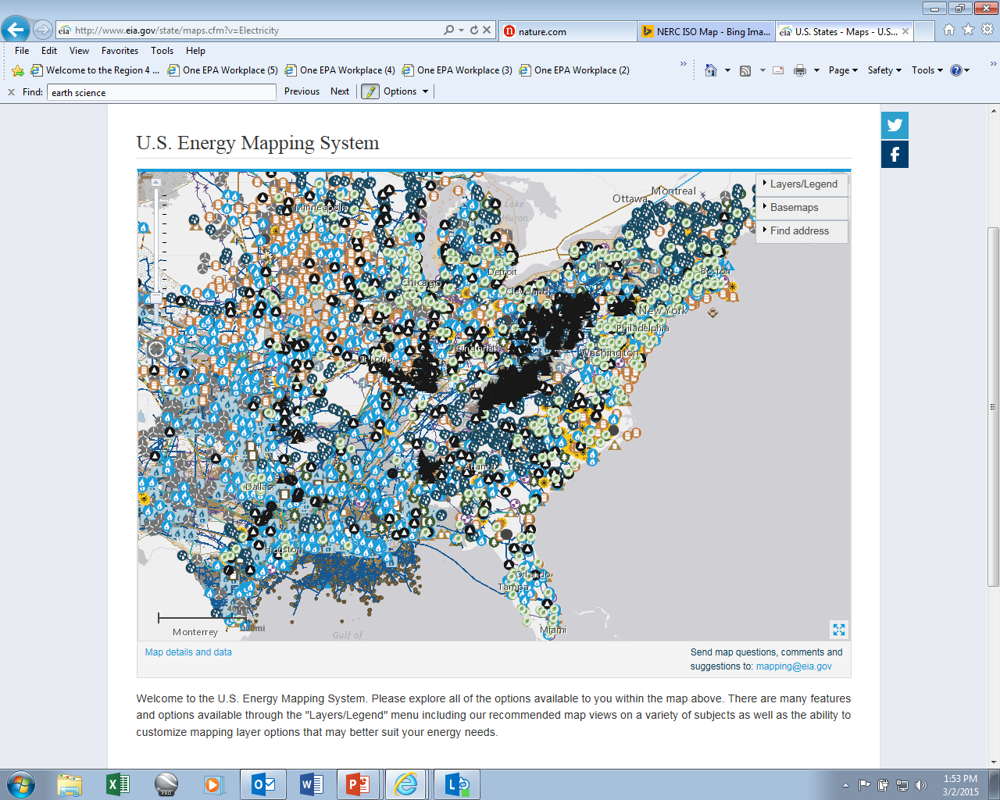 http://www.eia.gov/state/maps.cfm?v=Electricity
nature.com
NERC ISO Map - Bing Ima...
eia U.S. States - Maps - U.S...
File Edit View Favorites Tools Help
Welcome to the Region 4 ...
One EPA Workplace (5)
One EPA Workplace (4)
One EPA Workplace (3)
One EPA Workplace (2)
Page Safety Tools
Find: earth science Previous Next Options
U.S. Energy Mapping System
Layers/Legend
Basemaps
Find address
Montreal
Ottawa
Minneapolis
Lake
Huron
Boston
Detroit
Chicago
Cleveland
New York
Philadelphia
Cincinnati
Washington
St Louis
Atlanta
Dallas
Houston
Orlando
Tampa
Miami
Monterrey
Gulf of
Map details and data
Send map questions, comments and
suggestions to: mapping@eia.gov
Welcome to the U.S. Energy Mapping System. Please explore all of the options available to you within the map above. There are many features
and options available through the "Layers/Legend" menu including our recommended map views on a variety of subjects as well as the ability to
customize mapping layer options that may better suit your energy needs.
PRO
1:53 PM
3/2/2015